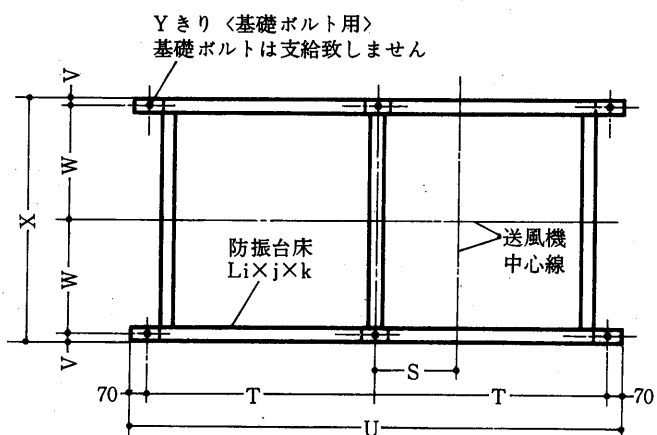 Yきり〈基礎ボルト用〉
基礎ボルトは支給致しません
V
W
X
防振台床
Li×j×k
送風機
中心線
W
V
S
70
T
T
70
U